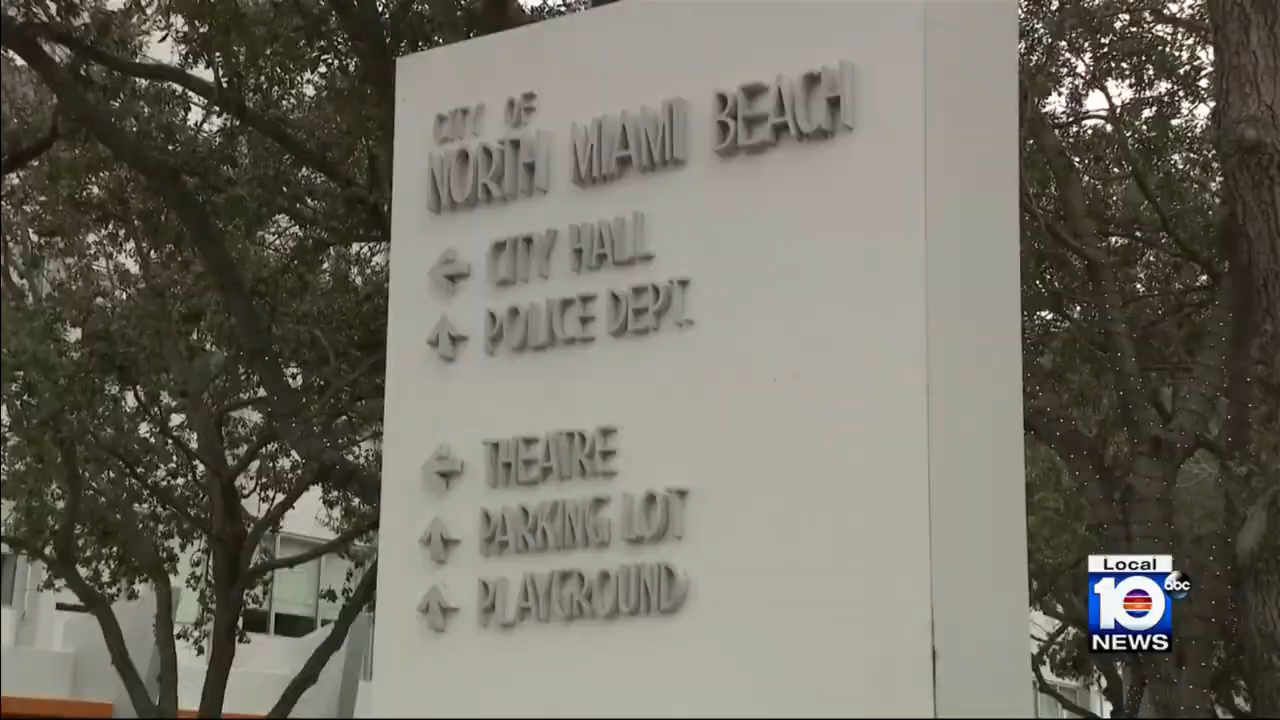 CITY OF
NORTH MIAMI BEACH
← CITY HALL
↑ POLICE DEPT.
← THEATRE
↑ PARKING LOT
↑ PLAYGROUND
Local
10
abc
NEWS